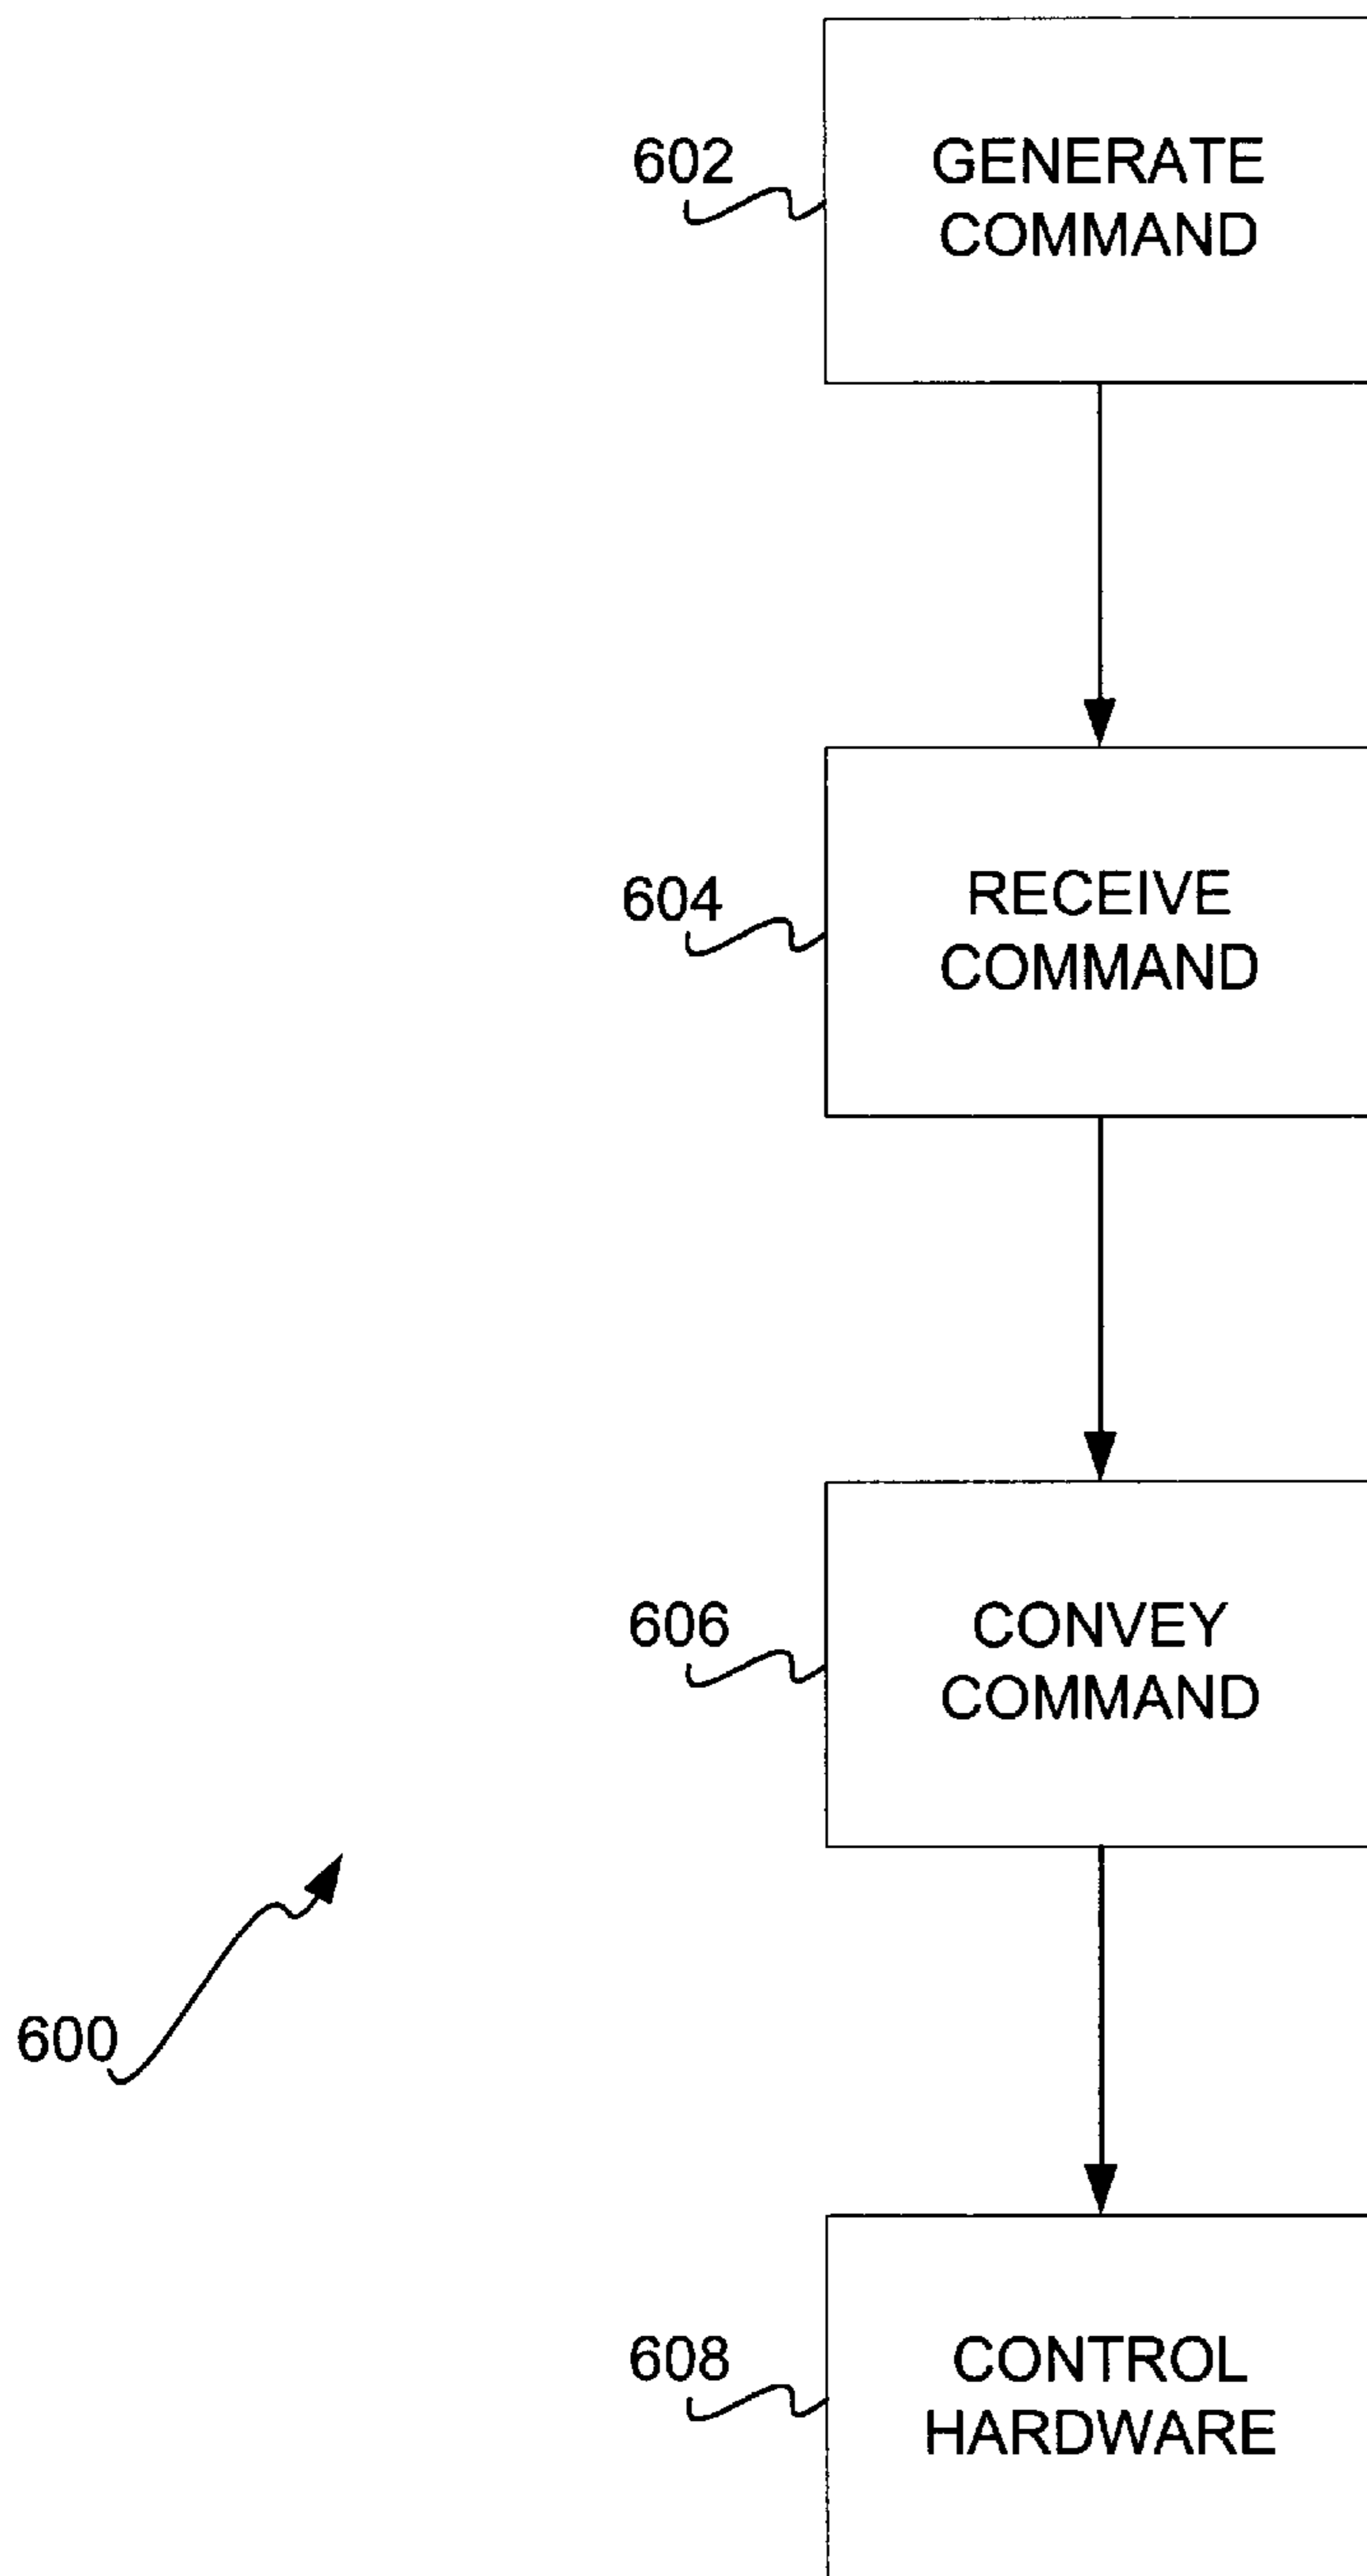 602
GENERATE
COMMAND
604
RECEIVE
COMMAND
606
CONVEY
COMMAND
600
608
CONTROL
HARDWARE